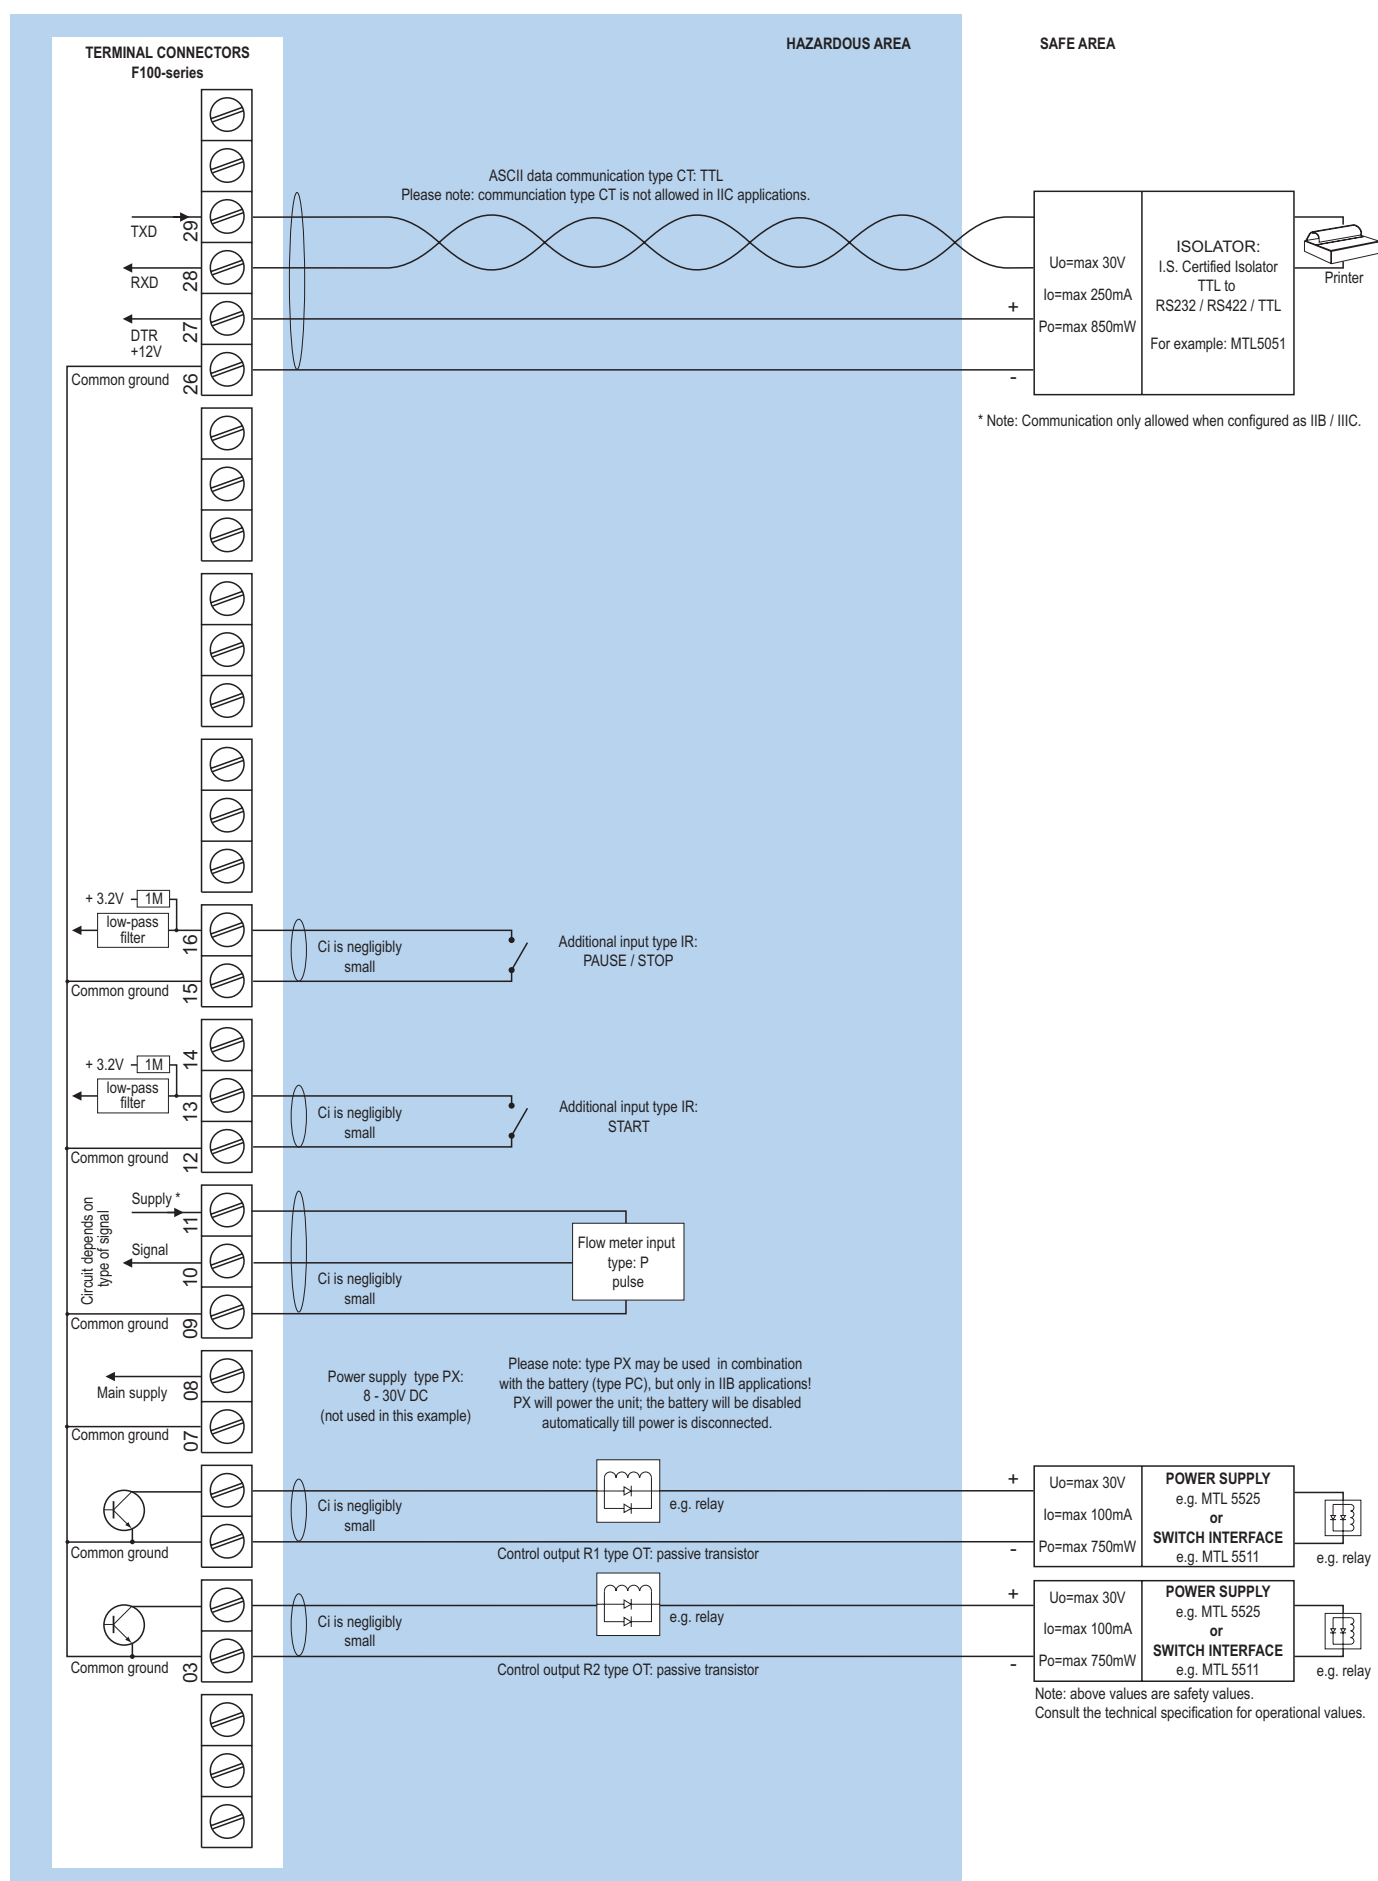 TERMINAL CONNECTORS
F100-series
HAZARDOUS AREA
SAFE AREA
ASCII data communication type CT: TTL
Please note: communciation type CT is not allowed in IIC applications.
TXD
29
RXD
28
DTR
+12V
27
Common ground
26
+
-
Uo=max 30V
Io=max 250mA
Po=max 850mW
ISOLATOR:
I.S. Certified Isolator
TTL to
RS232 / RS422 / TTL
For example: MTL5051
Printer
* Note: Communication only allowed when configured as IIB / IIIC.
+ 3.2V
1M
low-pass
filter
16
Common ground
15
Ci is negligibly
small
Additional input type IR:
PAUSE / STOP
14
+ 3.2V
1M
low-pass
filter
13
Common ground
12
Ci is negligibly
small
Additional input type IR:
START
Circuit depends on
type of signal
Supply *
11
Signal
10
Common ground
09
Ci is negligibly
small
Flow meter input
type: P
pulse
Main supply
08
Common ground
07
Power supply type PX:
8 - 30V DC
(not used in this example)
Please note: type PX may be used in combination
with the battery (type PC), but only in IIB applications!
PX will power the unit; the battery will be disabled
automatically till power is disconnected.
Common ground
Ci is negligibly
small
e.g. relay
Control output R1 type OT: passive transistor
+
-
Uo=max 30V
Io=max 100mA
Po=max 750mW
POWER SUPPLY
e.g. MTL 5525
or
SWITCH INTERFACE
e.g. MTL 5511
e.g. relay
Common ground
03
Ci is negligibly
small
e.g. relay
Control output R2 type OT: passive transistor
+
-
Uo=max 30V
Io=max 100mA
Po=max 750mW
POWER SUPPLY
e.g. MTL 5525
or
SWITCH INTERFACE
e.g. MTL 5511
e.g. relay
Note: above values are safety values.
Consult the technical specification for operational values.